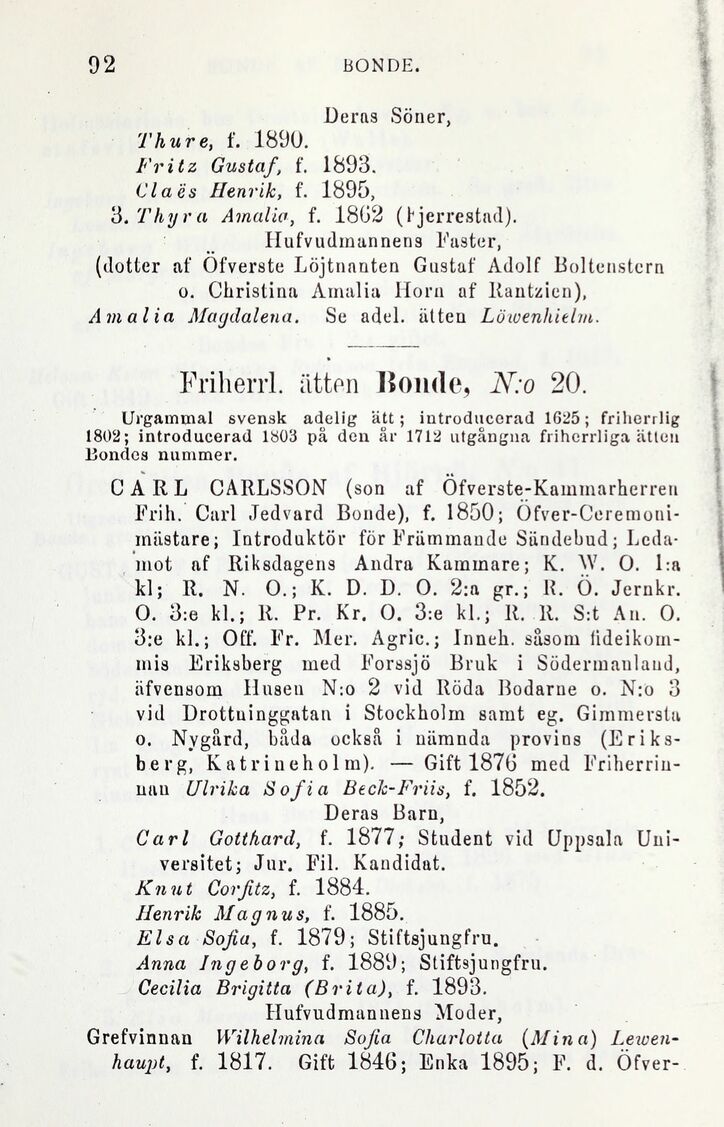 92 BONDE.
Deras Söner,
Thure, f. 1890.
Fritz Gustaf, f. 1893.
Claës Henrik, f. 1895,
3. Thyra Amalia, f. 1862 (Fjerrestad).
Hufvudmannens Faster,
(dotter af Öfverste Löjtnanten Gustaf Adolf Boltenstern
o. Christina Amalia Horn af Rantzien),
Amalia Magdalena. Se adel. ätten Löwenhielm.
Friherrl. ätten Bonde, N:o 20.
Urgammal svensk adelig ätt; introducerad 1625; friherrlig
1802; introducerad 1803 på den år 1712 utgångna friherrliga ätten
Bondes nummer.
CARL CARLSSON (son af Öfverste-Kammarherren
Frih. Carl Jedvard Bonde), f. 1850; Öfver-Ceremoni-
mästare; Introduktör för Främmande Sändebud; Leda-
mot af Riksdagens Andra Kammare; K. W. O. 1:a
kl; R. N. O.; K. D. D. O. 2:a gr.; R. Ö. Jernkr.
O. 3:e kl.; R. Pr. Kr. O. 3:e kl.; R. R. S:t An. O.
3:e kl.; Off. Fr. Mer. Agric.; Inneh. såsom fideikom-
mis Eriksberg med Forssjö Bruk i Södermanland,
äfvensom Husen N:o 2 vid Röda Bodarne o. N:o 3
vid Drottninggatan i Stockholm samt eg. Gimmersta
o. Nygård, båda också i nämnda provins (Eriks-
berg, Katrineholm). — Gift 1876 med Friherrin-
nan Ulrika Sofia Beck-Friis, f. 1852.
Deras Barn,
Carl Gotthard, f. 1877; Student vid Uppsala Uni-
versitet; Jur. Fil. Kandidat.
Knut Corfitz, f. 1884.
Henrik Magnus, f. 1885.
Elsa Sofia, f. 1879; Stiftsjungfru.
Anna Ingeborg, f. 1889; Stiftsjungfru.
Cecilia Brigitta (Brita), f. 1893.
Hufvudmannens Moder,
Grefvinnan Wilhelmina Sofia Charlotta (Mina) Lewen-
haupt, f. 1817. Gift 1846; Enka 1895; F. d. Öfver-